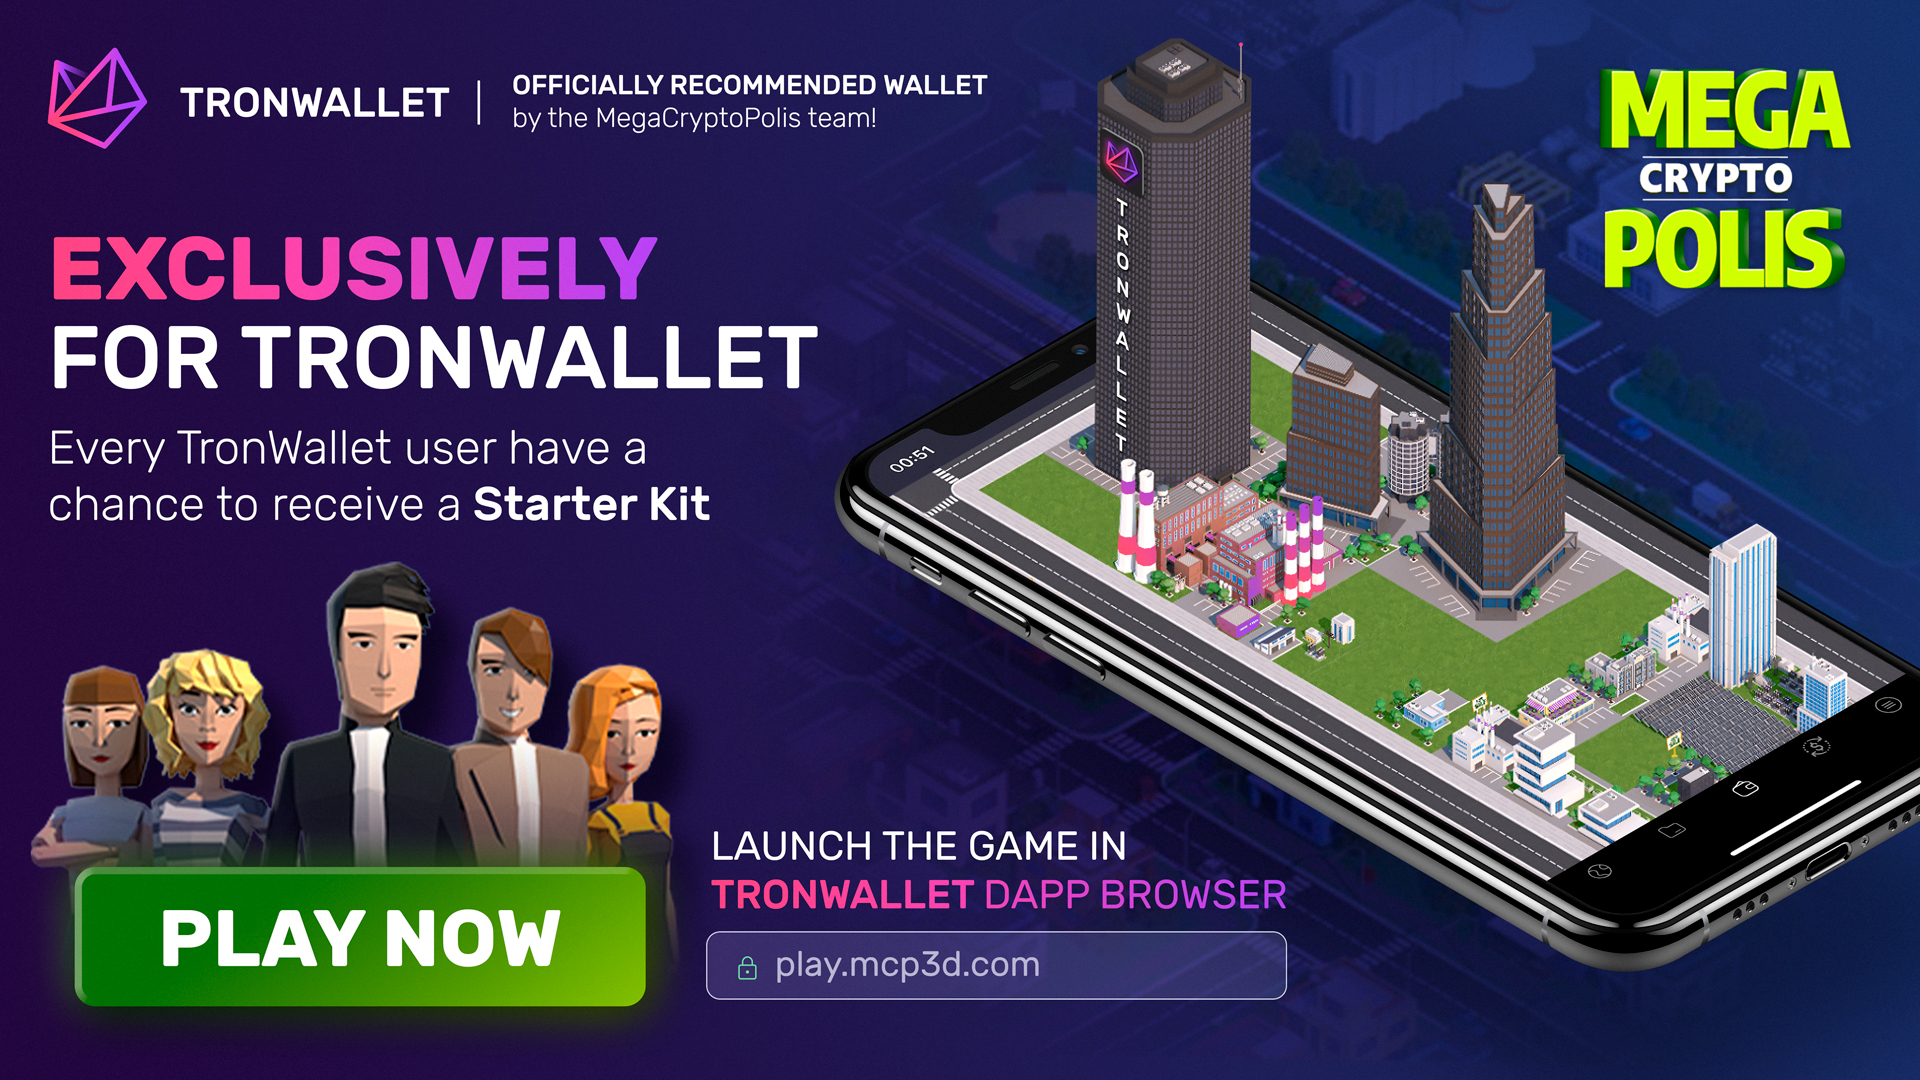 TRONWALLET
OFFICIALLY RECOMMENDED WALLET
by the MegaCryptoPolis team!
MEGA
CRYPTO
POLIS
EXCLUSIVELY
FOR TRONWALLET
Every TronWallet user have a
chance to receive a Starter Kit
TRONWALLET
00:51
PLAY NOW
LAUNCH THE GAME IN
TRONWALLET DAPP BROWSER
play.mcp3d.com